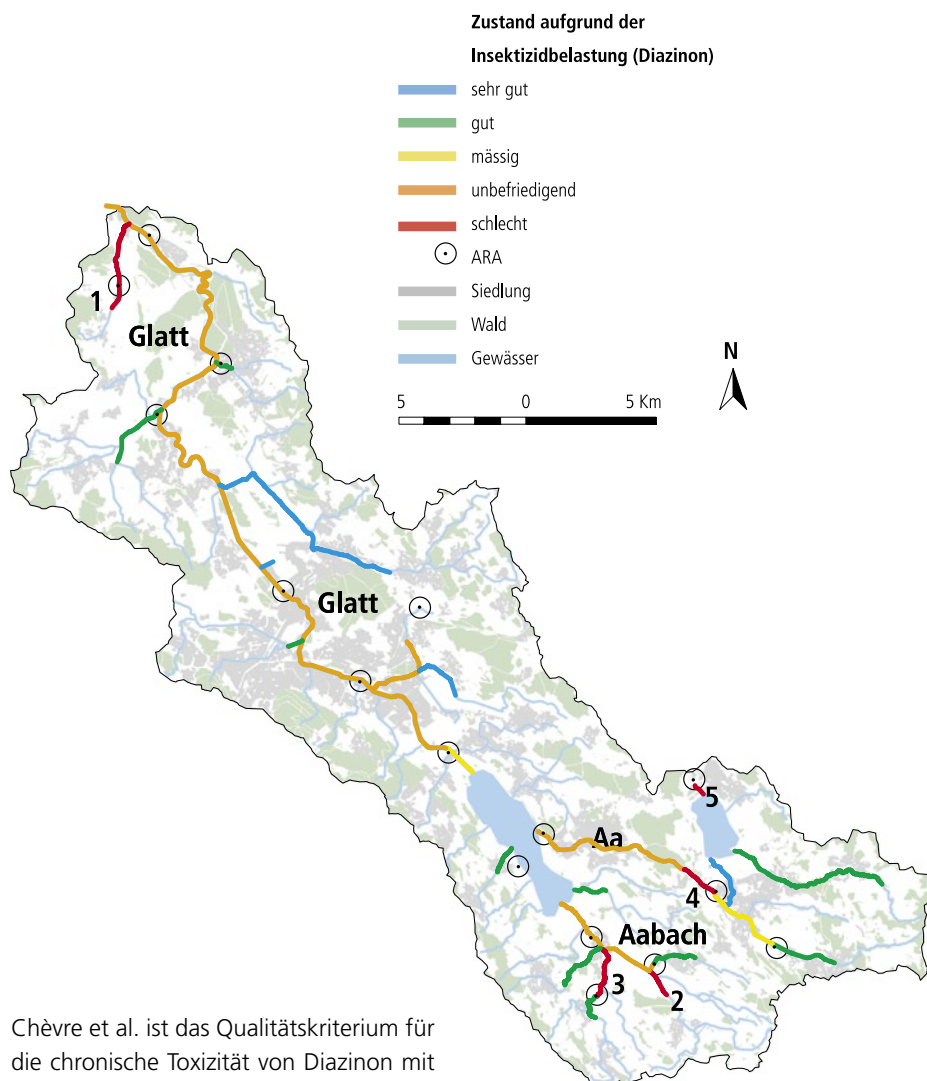 Zustand aufgrund der
Insektizidbelastung (Diazinon)
sehr gut
gut
mässig
unbefriedigend
schlecht
ARA
Siedlung
Wald
Gewässer
N
5 0 5 Km
1
Glatt
Glatt
5
Aa
4
Aabach
3
2
Chèvre et al. ist das Qualitätskriterium für
die chronische Toxizität von Diazinon mit